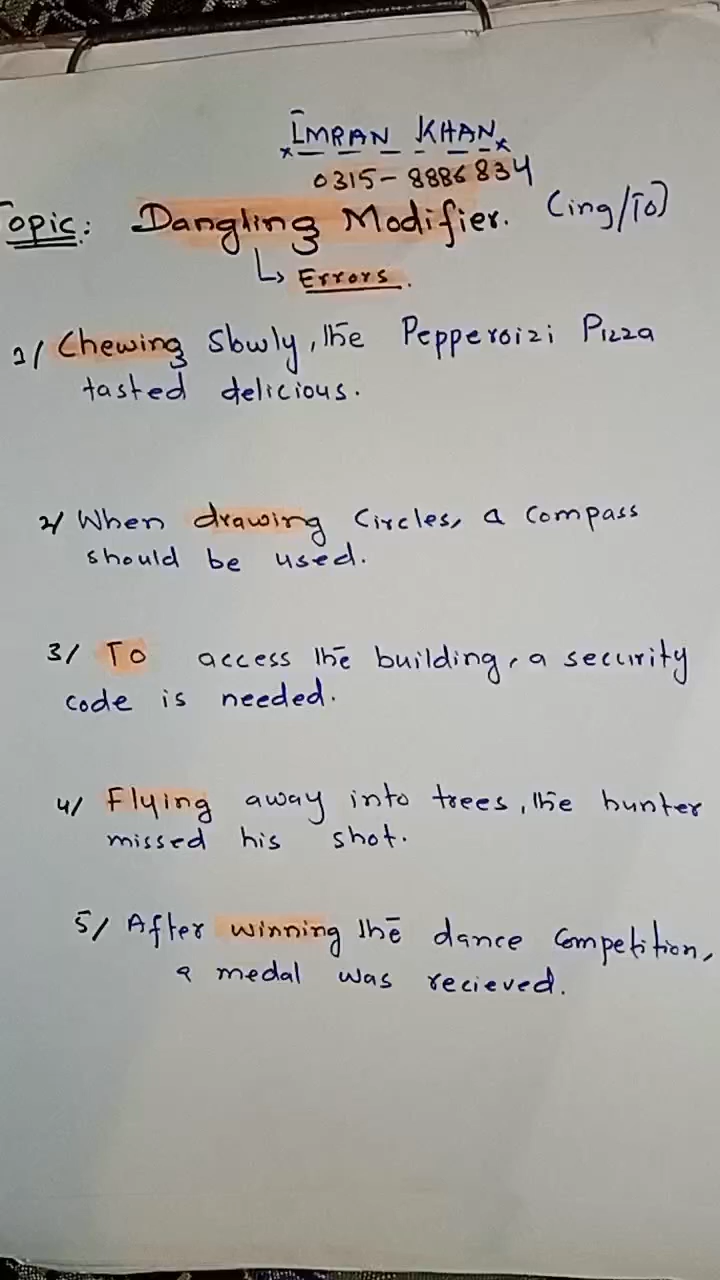 IMRAN KHAN
0315-8886834
Topic: Dangling Modifier. (ing/To)
↳ Errors.
1/ Chewing slowly, the Pepperoizi Pizza
tasted delicious.
2/ When drawing Circles, a Compass
should be used.
3/ To access the building, a security
code is needed.
4/ Flying away into trees, the hunter
missed his shot.
5/ After winning the dance Competition,
a medal was recieved.